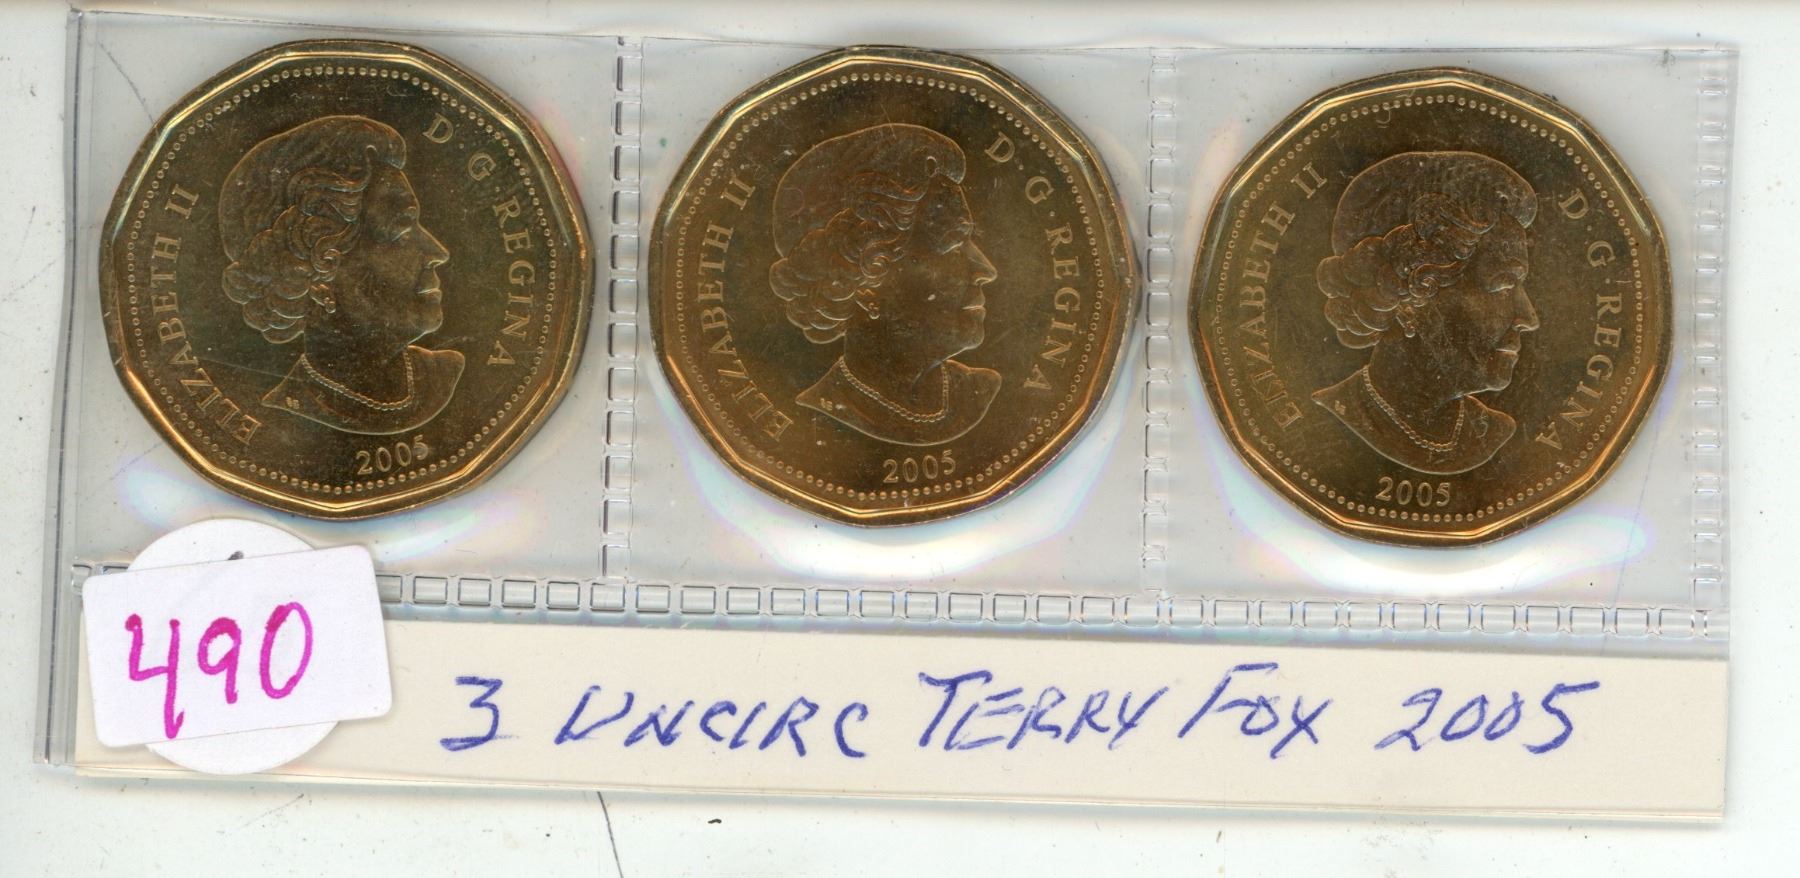 ELIZABETH II D·G·REGINA
2005
ELIZABETH II D·G·REGINA
2005
ELIZABETH II D·G·REGINA
2005
490
3 UNCIRC TERRY FOX 2005